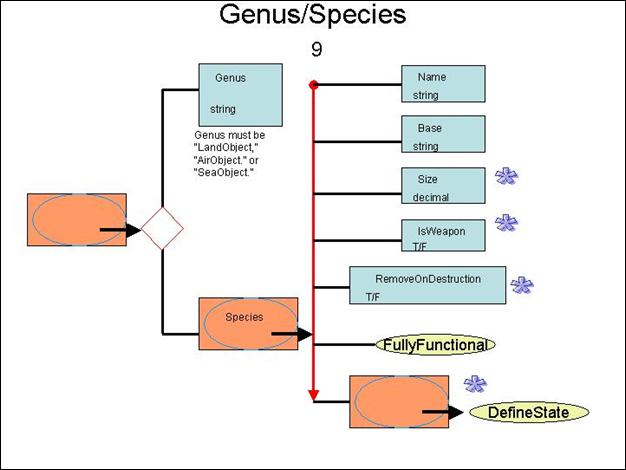 Genus/Species
9
Genus
string
Genus must be
"LandObject,"
"AirObject." or
"SeaObject."
Species
Name
string
Base
string
Size
decimal
IsWeapon
T/F
RemoveOnDestruction
T/F
FullyFunctional
DefineState